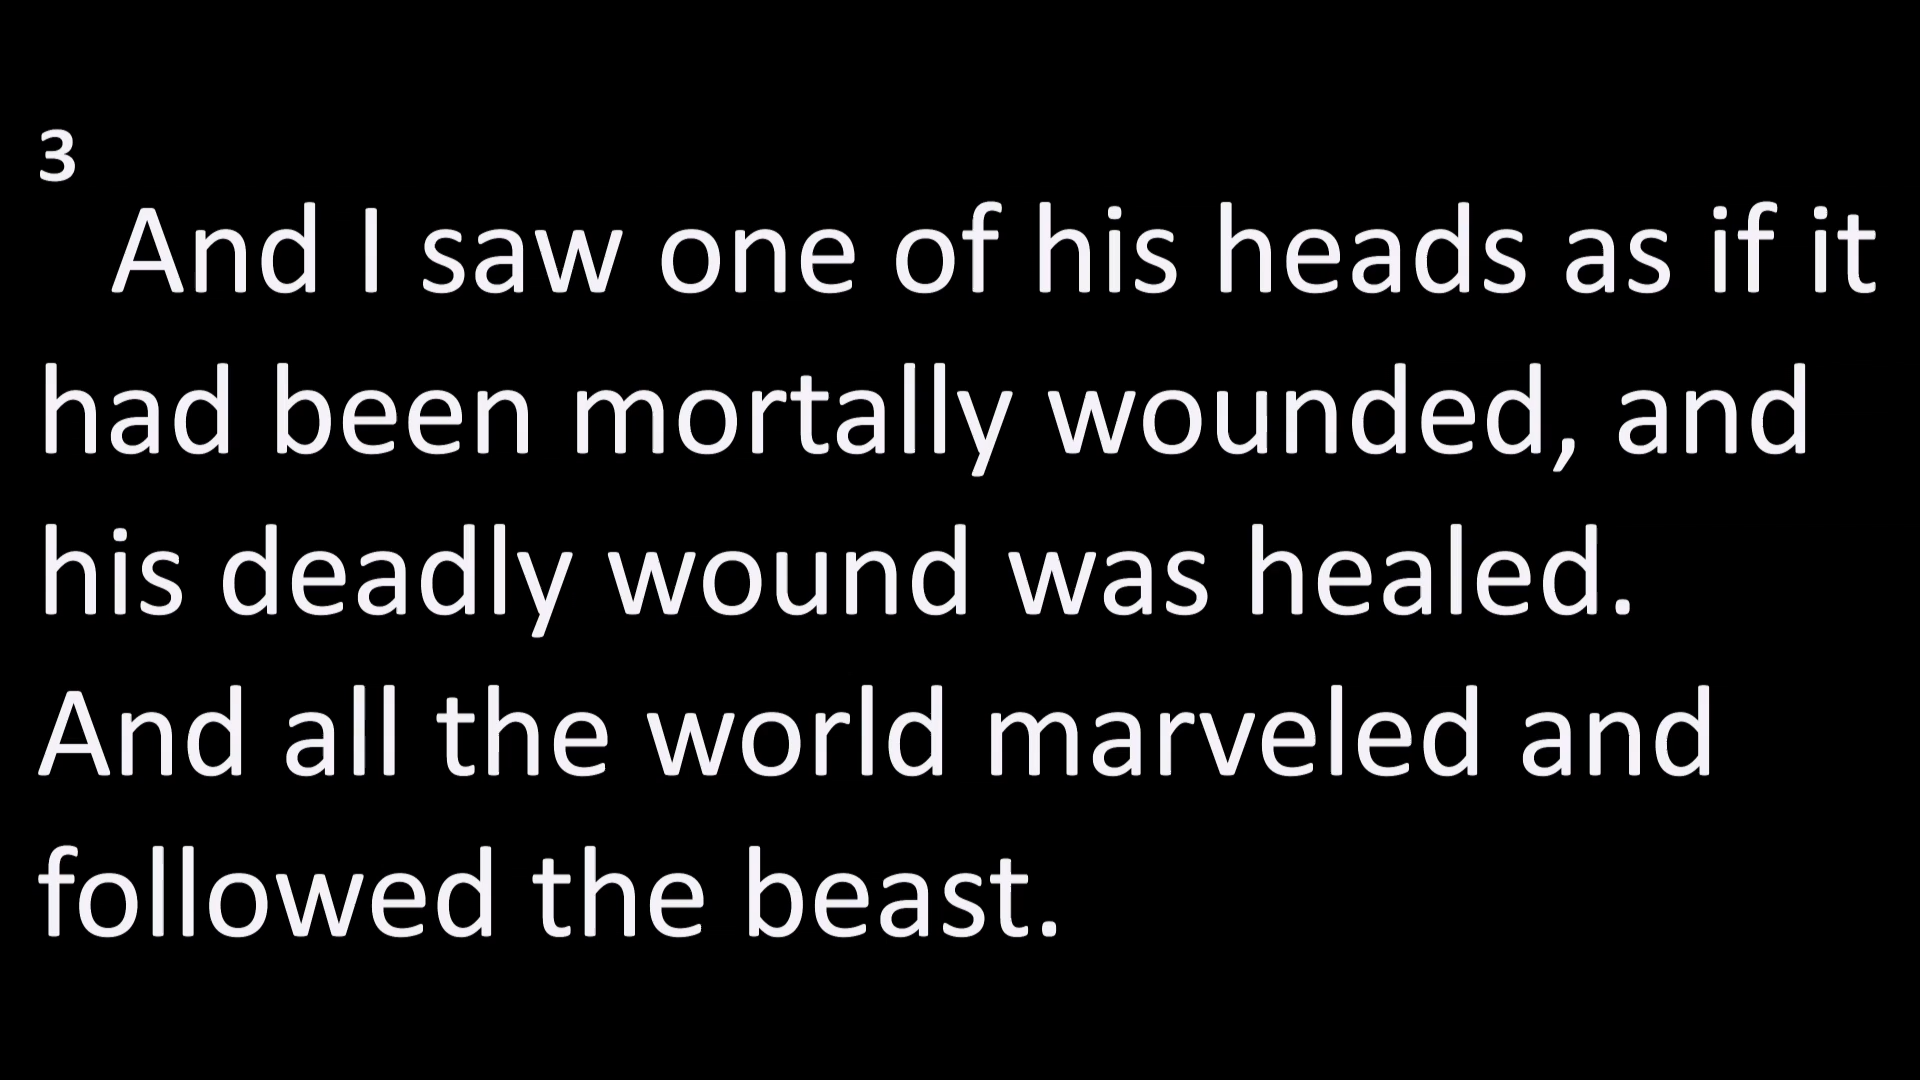 3
And I saw one of his heads as if it
had been mortally wounded, and
his deadly wound was healed.
And all the world marveled and
followed the beast.